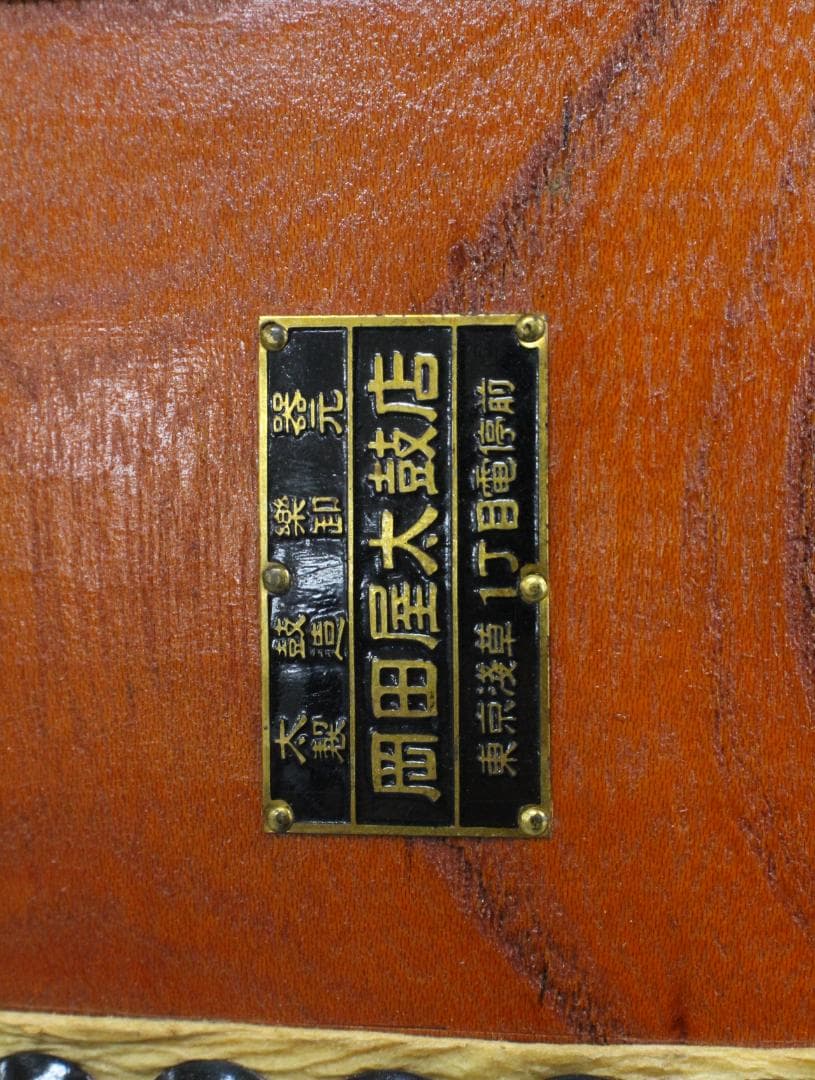 太鼓樂器
製造卸元
岡田屋太鼓店
東京淺草1丁目電停前